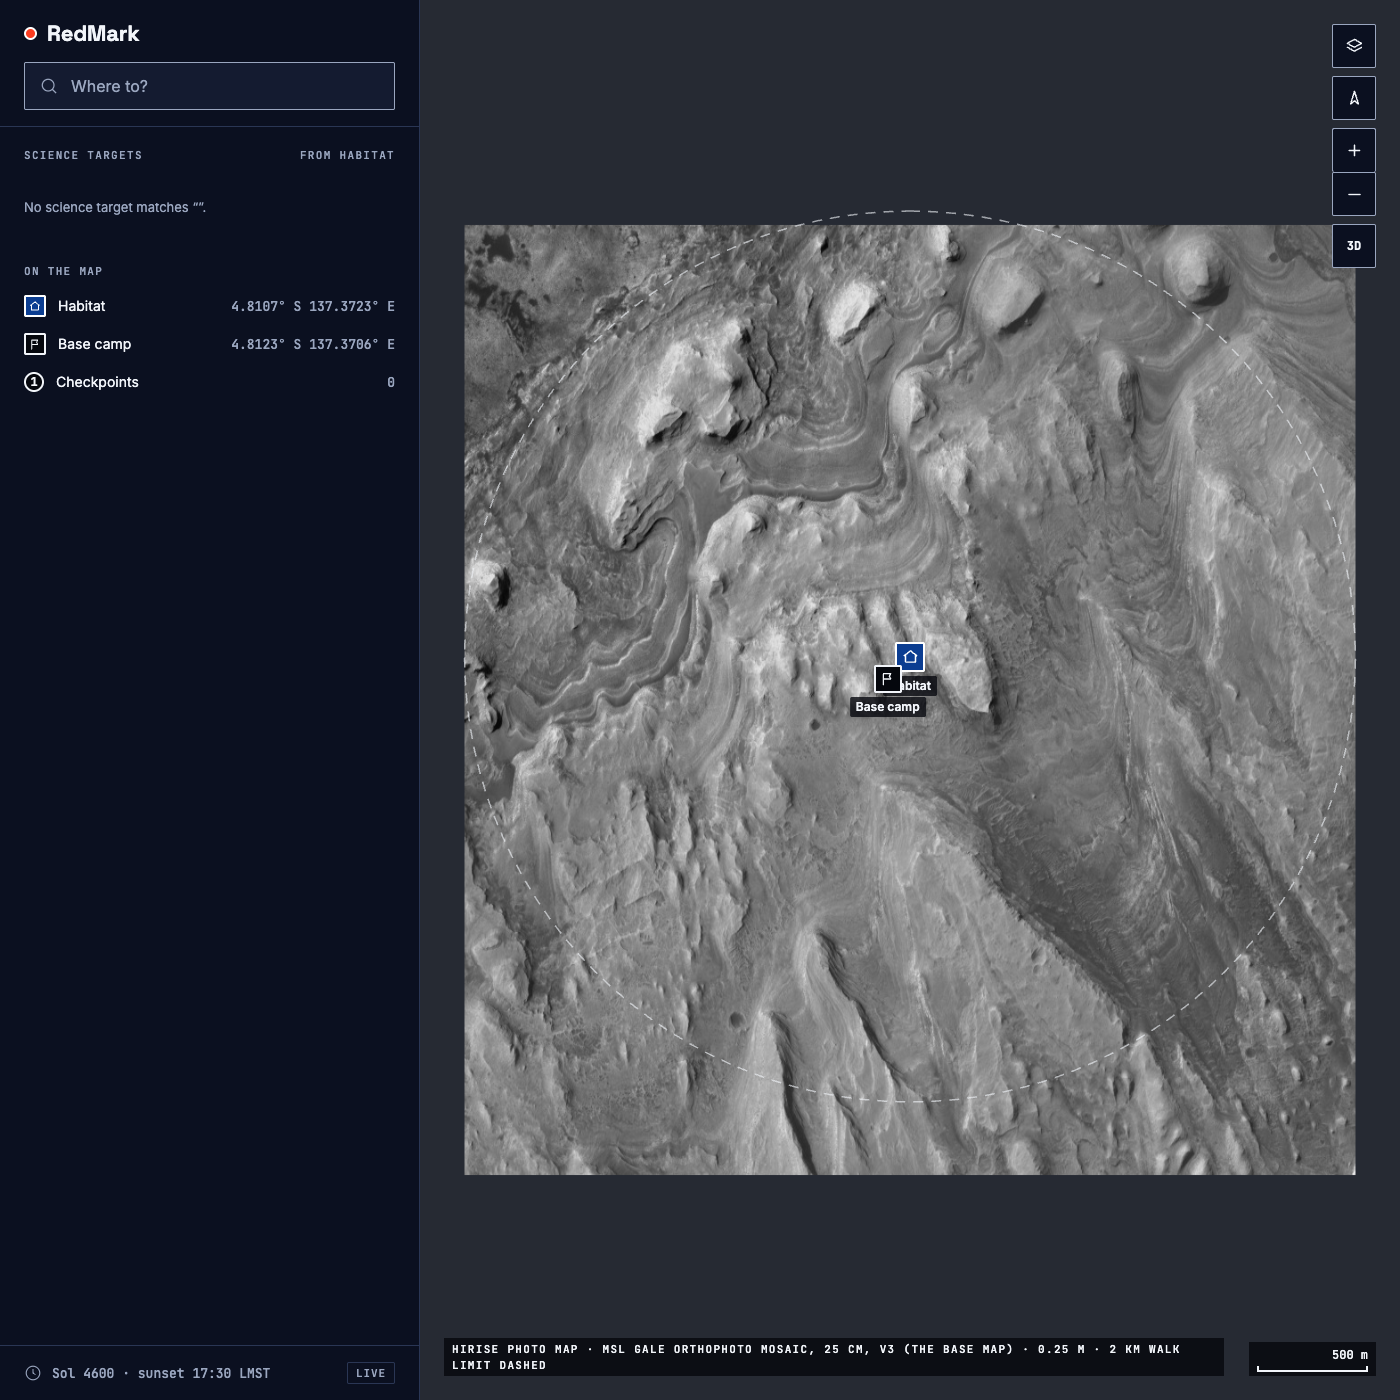 RedMark
Where to?
SCIENCE TARGETS FROM HABITAT
No science target matches “”.
ON THE MAP
Habitat 4.8107° S 137.3723° E
Base camp 4.8123° S 137.3706° E
1 Checkpoints 0
Sol 4600 · sunset 17:30 LMST LIVE
3D
abitat
Base camp
HIRISE PHOTO MAP · MSL GALE ORTHOPHOTO MOSAIC, 25 CM, V3 (THE BASE MAP) · 0.25 M · 2 KM WALK
LIMIT DASHED
500 m